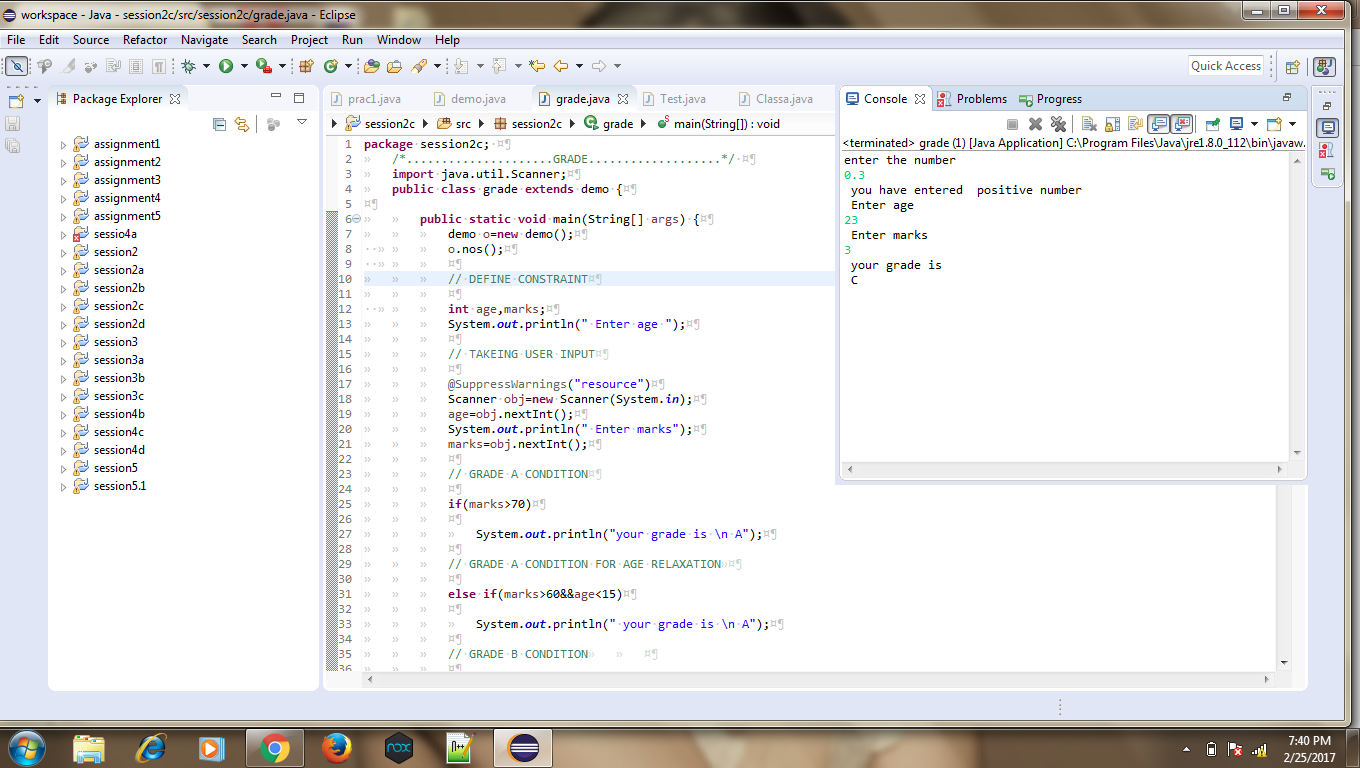 workspace - Java - session2c/src/session2c/grade.java - Eclipse
File Edit Source Refactor Navigate Search Project Run Window Help
Quick Access
Package Explorer
assignment1
assignment2
assignment3
assignment4
assignment5
sessio4a
session2
session2a
session2b
session2c
session2d
session3
session3a
session3b
session3c
session4b
session4c
session4d
session5
session5.1
prac1.java demo.java grade.java Test.java Classa.java
session2c src session2c grade main(String[]) : void
1 package session2c;
2 /*.....................GRADE...................*/
3 import java.util.Scanner;
4 public class grade extends demo {
5
6 public static void main(String[] args) {
7 demo o=new demo();
8 o.nos();
9
10 // DEFINE CONSTRAINT
11
12 int age,marks;
13 System.out.println(" Enter age ");
14
15 // TAKEING USER INPUT
16
17 @SuppressWarnings("resource")
18 Scanner obj=new Scanner(System.in);
19 age=obj.nextInt();
20 System.out.println(" Enter marks");
21 marks=obj.nextInt();
22
23 // GRADE A CONDITION
24
25 if(marks>70)
26
27 System.out.println("your grade is \n A");
28
29 // GRADE A CONDITION FOR AGE RELAXATION
30
31 else if(marks>60&&age<15)
32
33 System.out.println(" your grade is \n A");
34
35 // GRADE B CONDITION
36
Console Problems Progress
<terminated> grade (1) [Java Application] C:\Program Files\Java\jre1.8.0_112\bin\javaw.
enter the number
0.3
you have entered  positive number
Enter age
23
Enter marks
3
your grade is
C
nox
7:40 PM
2/25/2017